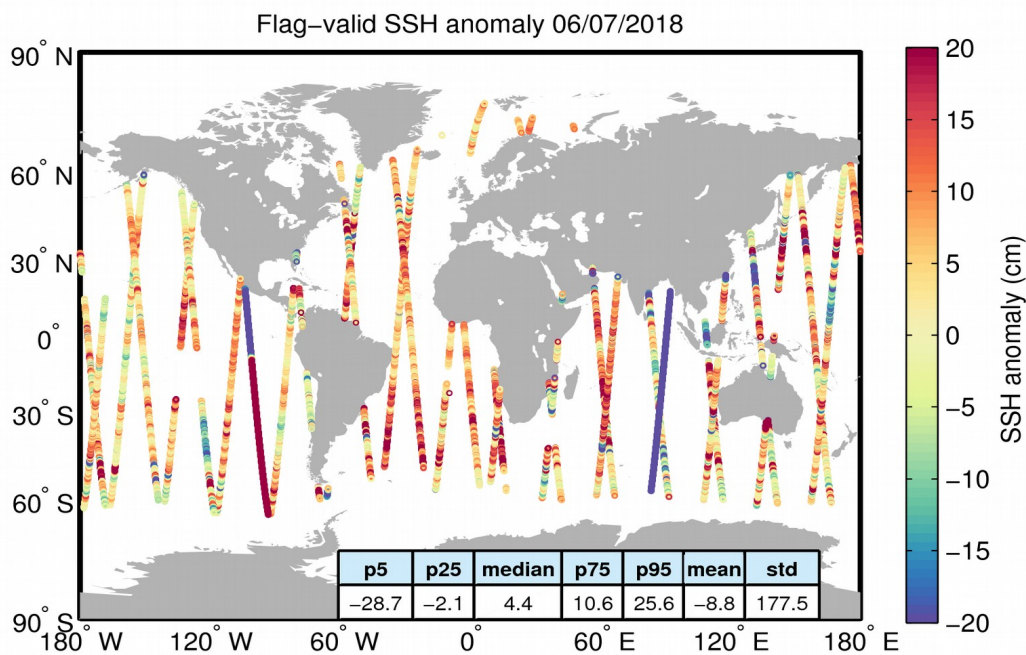 Flag−valid SSH anomaly 06/07/2018
90° N
60° N
30° N
0°
30° S
60° S
90° S
180° W
120° W
60° W
0°
60° E
120° E
180° E
p5 p25 median p75 p95 mean std
−28.7 −2.1 4.4 10.6 25.6 −8.8 177.5
20
15
10
5
0
−5
−10
−15
−20
SSH anomaly (cm)